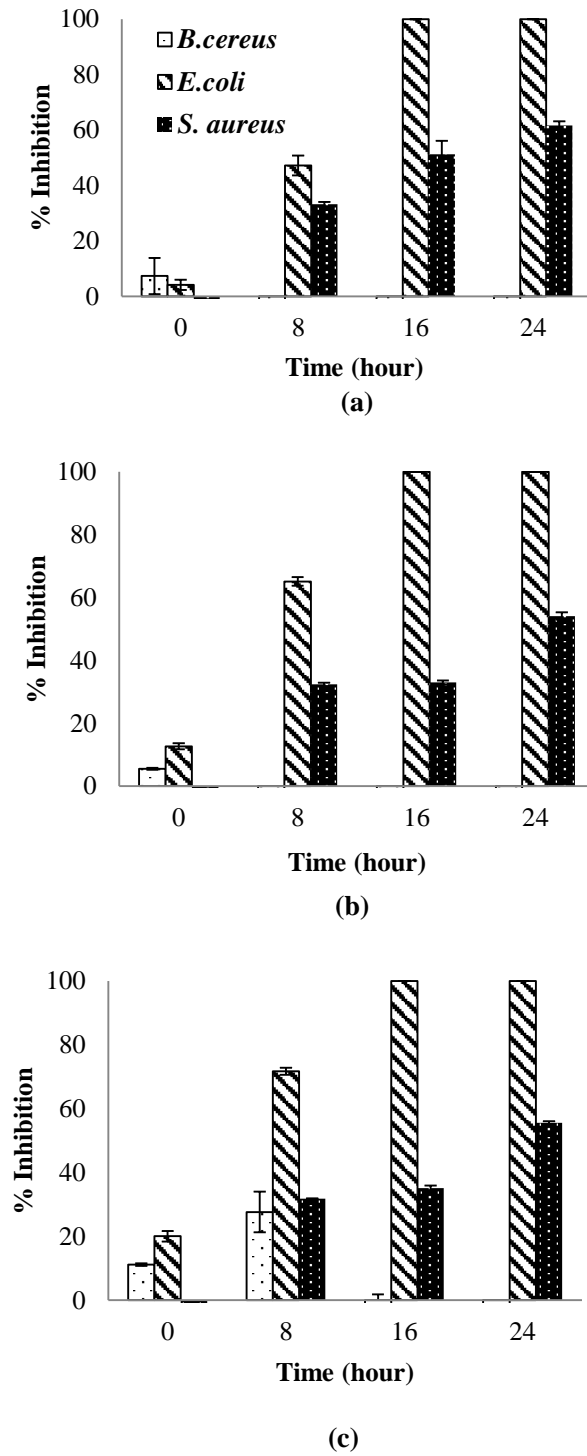 100
80
60
40
20
0
% Inhibition
B.cereus
E.coli
S. aureus
0 8 16 24
Time (hour)
(a)
100
80
60
40
20
0
% Inhibition
0 8 16 24
Time (hour)
(b)
100
80
60
40
20
0
% Inhibition
0 8 16 24
Time (hour)
(c)